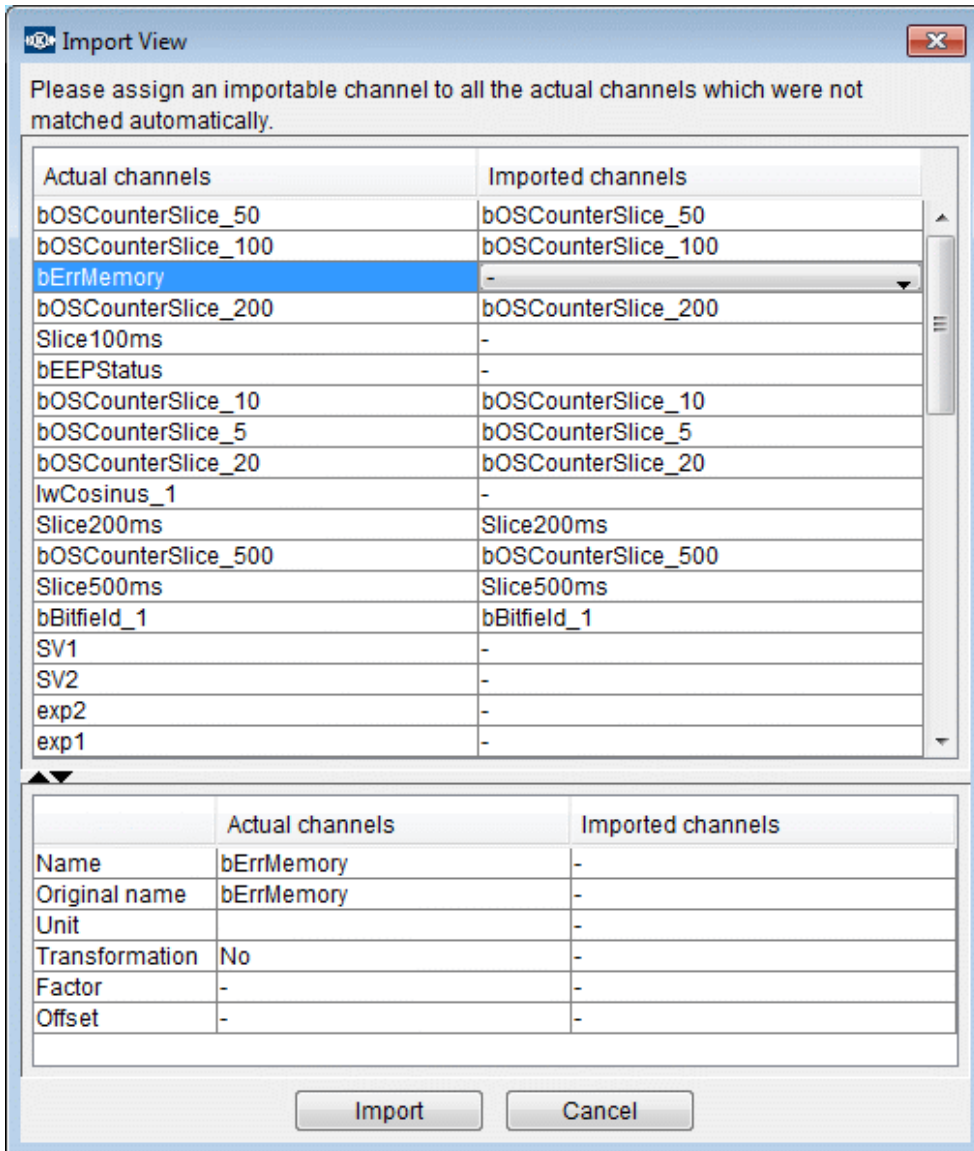 Import View
Please assign an importable channel to all the actual channels which were not
matched automatically.
Actual channels Imported channels
bOSCounterSlice_50 bOSCounterSlice_50
bOSCounterSlice_100 bOSCounterSlice_100
bErrMemory -
bOSCounterSlice_200 bOSCounterSlice_200
Slice100ms -
bEEPStatus -
bOSCounterSlice_10 bOSCounterSlice_10
bOSCounterSlice_5 bOSCounterSlice_5
bOSCounterSlice_20 bOSCounterSlice_20
lwCosinus_1 -
Slice200ms Slice200ms
bOSCounterSlice_500 bOSCounterSlice_500
Slice500ms Slice500ms
bBitfield_1 bBitfield_1
SV1 -
SV2 -
exp2 -
exp1 -
Actual channels Imported channels
Name bErrMemory -
Original name bErrMemory -
Unit -
Transformation No -
Factor - -
Offset - -
Import Cancel